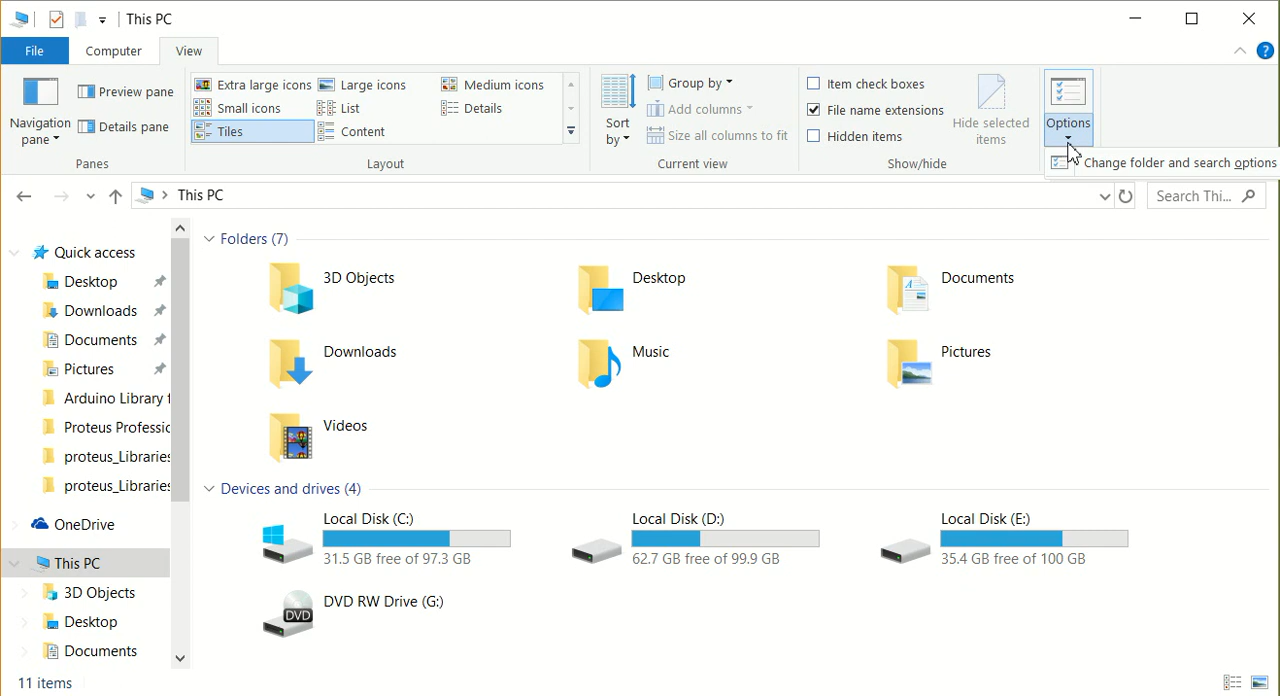 This PC
File
Computer
View
Navigation pane
Preview pane
Details pane
Panes
Extra large icons
Large icons
Medium icons
Small icons
List
Details
Tiles
Content
Layout
Sort by
Group by
Add columns
Size all columns to fit
Current view
Item check boxes
File name extensions
Hidden items
Hide selected items
Show/hide
Options
Change folder and search options
This PC
Search Thi...
Quick access
Desktop
Downloads
Documents
Pictures
Arduino Library f
Proteus Professic
proteus_Libraries
proteus_Libraries
OneDrive
This PC
3D Objects
Desktop
Documents
Folders (7)
3D Objects
Desktop
Documents
Downloads
Music
Pictures
Videos
Devices and drives (4)
Local Disk (C:)
31.5 GB free of 97.3 GB
Local Disk (D:)
62.7 GB free of 99.9 GB
Local Disk (E:)
35.4 GB free of 100 GB
DVD
DVD RW Drive (G:)
11 items